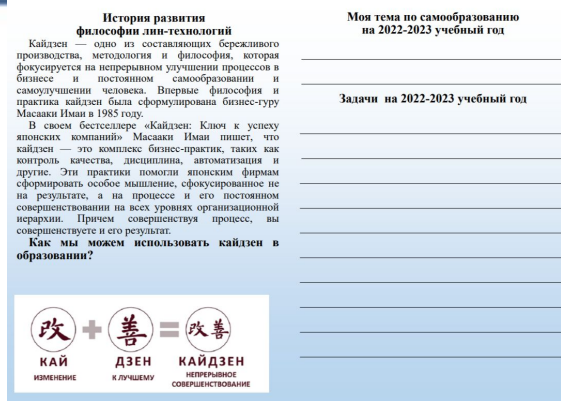 История развития
философии лин-технологий
Кайдзен — одно из составляющих бережливого
производства, методология и философия, которая
фокусируется на непрерывном улучшении процессов в
бизнесе и постоянном самообразовании и
самоулучшении человека. Впервые философия и
практика кайдзен была сформулирована бизнес-гуру
Масааки Имаи в 1985 году.
В своем бестселлере «Кайдзен: Ключ к успеху
японских компаний» Масааки Имаи пишет, что
кайдзен — это комплекс бизнес-практик, таких как
контроль качества, дисциплина, автоматизация и
другие. Эти практики помогли японским фирмам
сформировать особое мышление, сфокусированное не
на результате, а на процессе и его постоянном
совершенствовании на всех уровнях организационной
иерархии. Причем совершенствуя процесс, вы
совершенствуете и его результат.
Как мы можем использовать кайдзен в
образовании?
改 + 善 = 改善
КАЙ ДЗЕН КАЙДЗЕН
ИЗМЕНЕНИЕ К ЛУЧШЕМУ НЕПРЕРЫВНОЕ
СОВЕРШЕНСТВОВАНИЕ
Моя тема по самообразованию
на 2022-2023 учебный год
Задачи на 2022-2023 учебный год